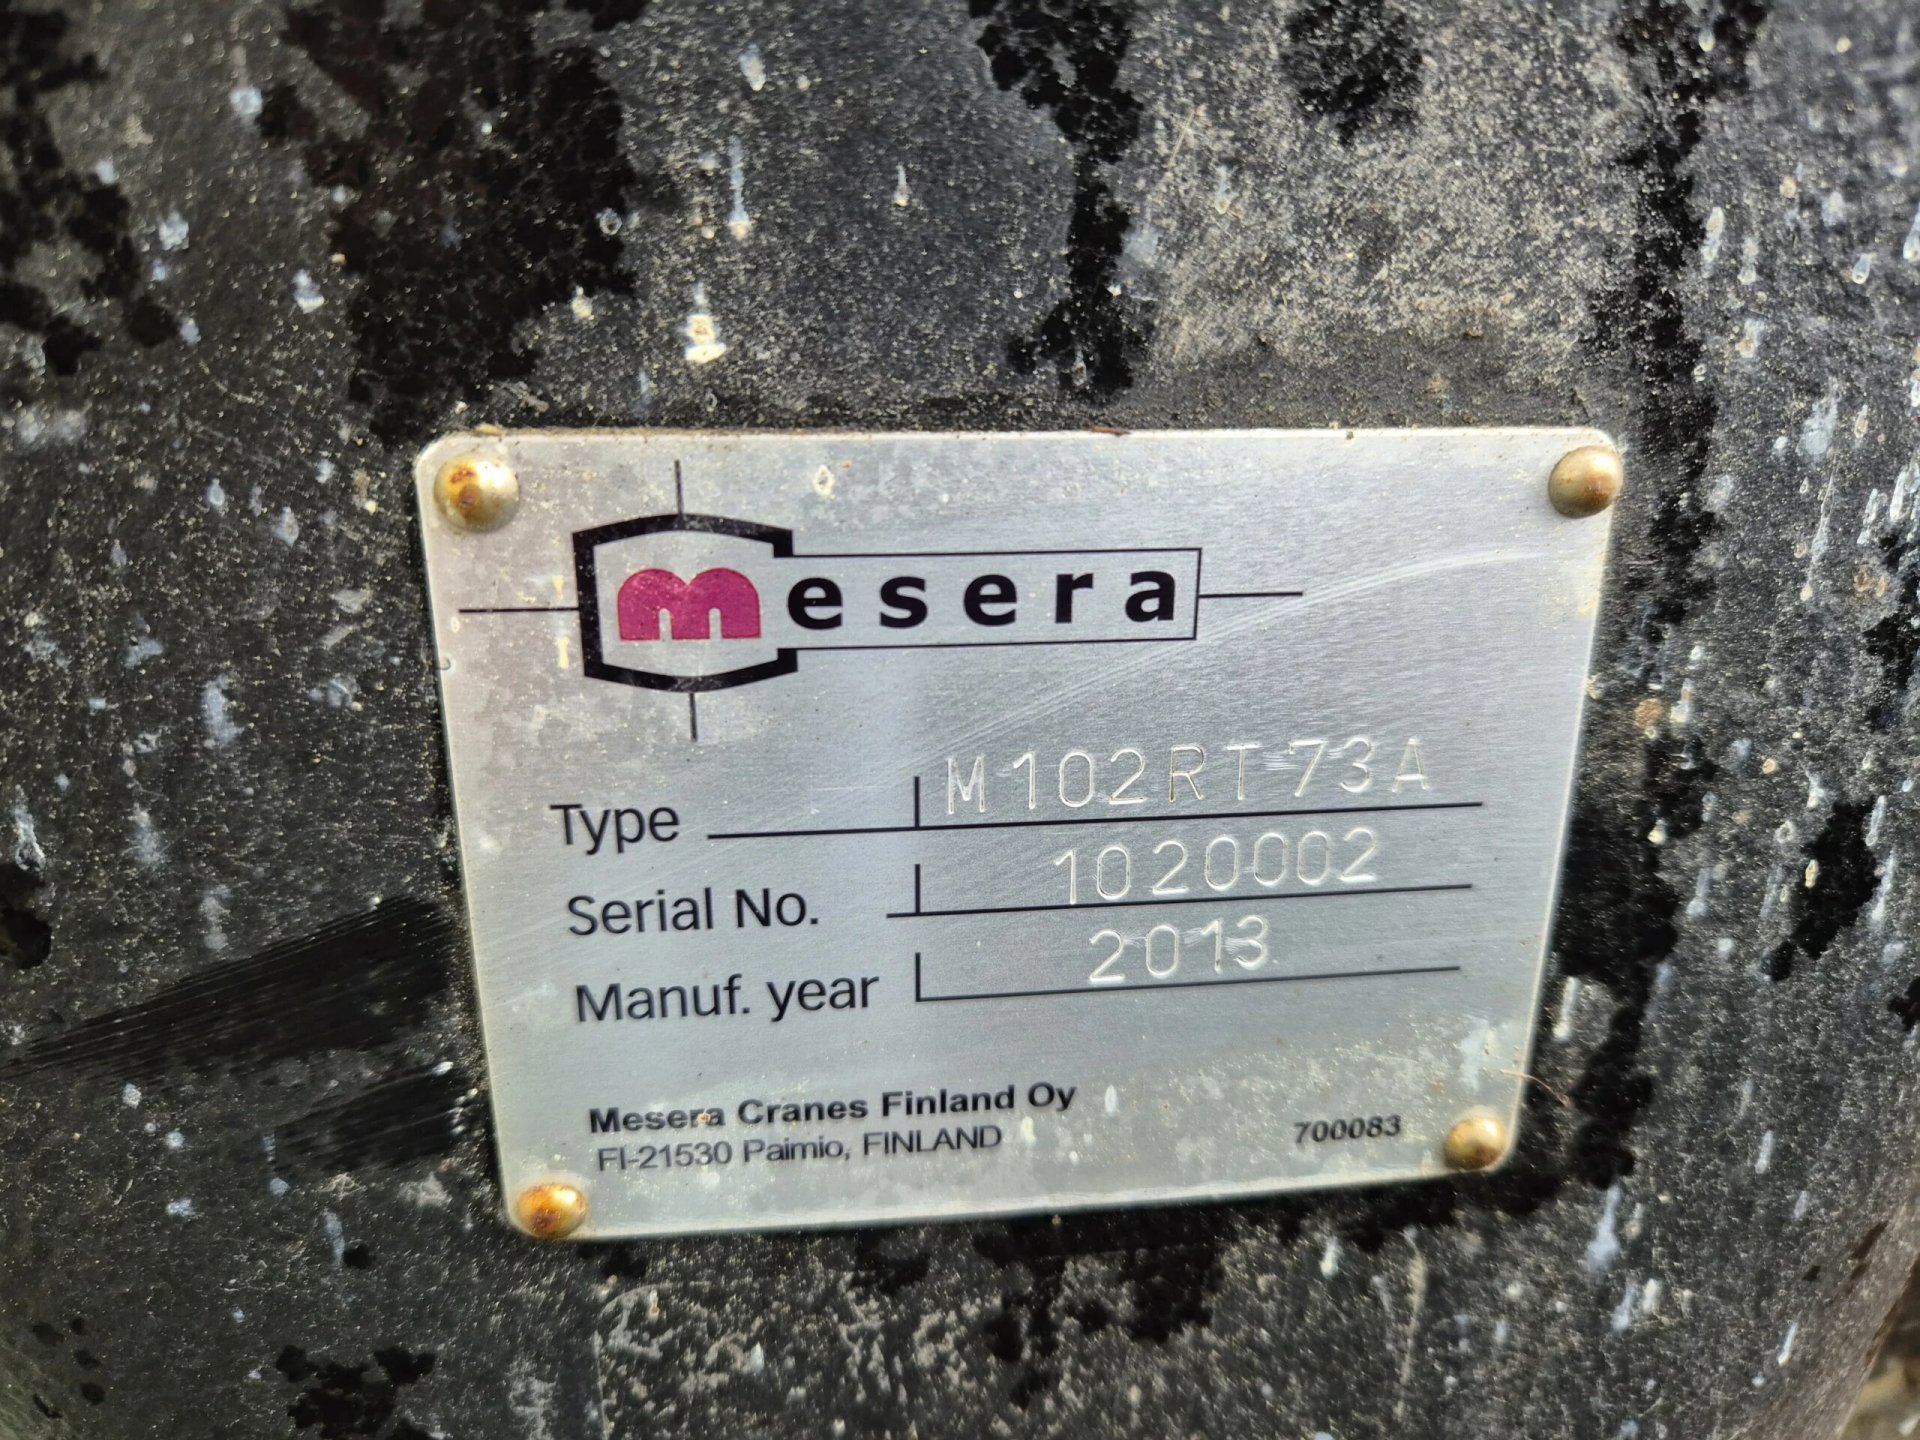 mesera
Type M102RT73A
Serial No. 1020002
Manuf. year 2013
Mesera Cranes Finland Oy
FI-21530 Paimio, FINLAND 700083